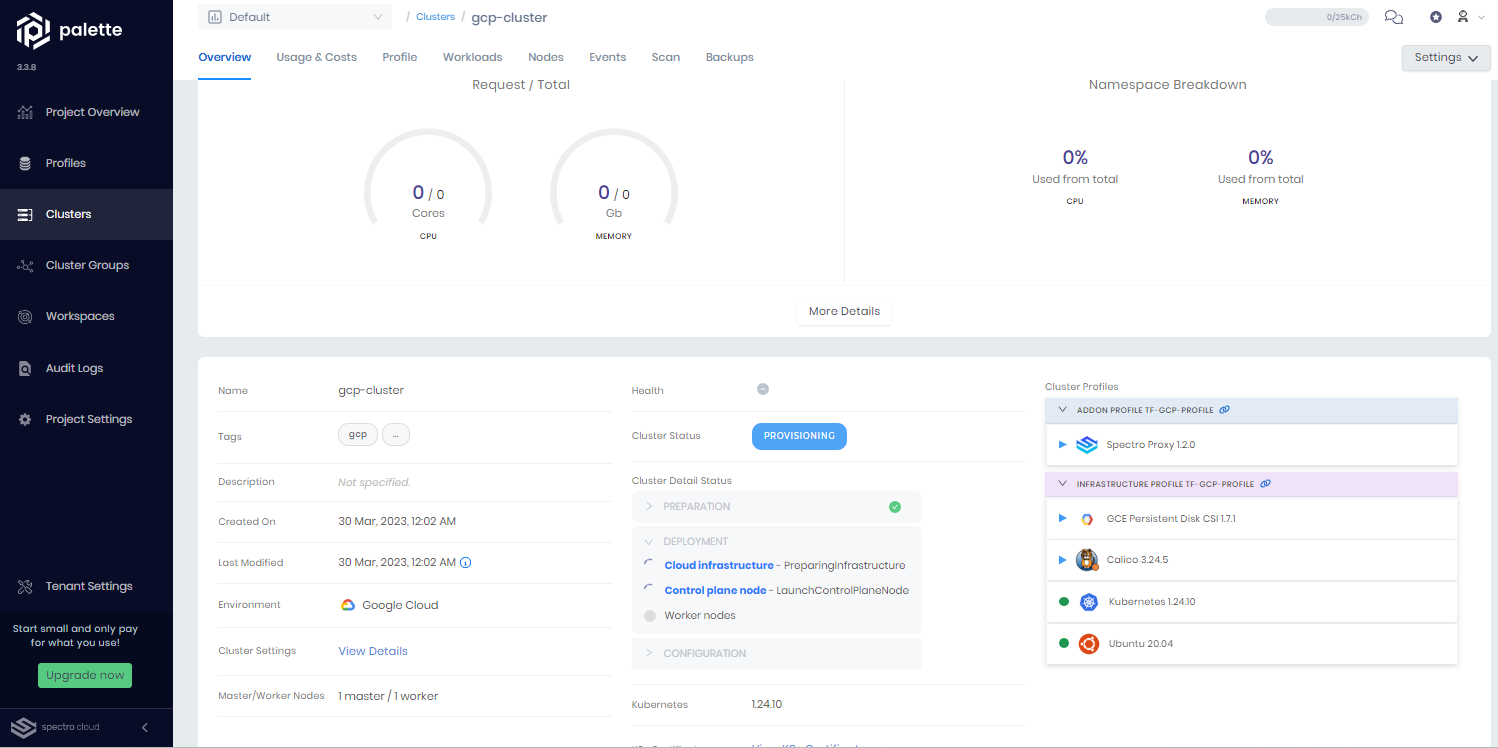 palette
3.3.8
Project Overview
Profiles
Clusters
Cluster Groups
Workspaces
Audit Logs
Project Settings
Tenant Settings
Start small and only pay
for what you use!
Upgrade now
spectro cloud
Default
/ Clusters / gcp-cluster
0/25kCh
Overview
Usage & Costs
Profile
Workloads
Nodes
Events
Scan
Backups
Settings
Request / Total
0 / 0
Cores
CPU
0 / 0
Gb
MEMORY
Namespace Breakdown
0%
Used from total
CPU
0%
Used from total
MEMORY
More Details
Name
gcp-cluster
Tags
gcp
...
Description
Not specified.
Created On
30 Mar, 2023, 12:02 AM
Last Modified
30 Mar, 2023, 12:02 AM
Environment
Google Cloud
Cluster Settings
View Details
Master/Worker Nodes
1 master / 1 worker
Health
Cluster Status
PROVISIONING
Cluster Detail Status
PREPARATION
DEPLOYMENT
Cloud infrastructure - PreparingInfrastructure
Control plane node - LaunchControlPlaneNode
Worker nodes
CONFIGURATION
Kubernetes
1.24.10
Cluster Profiles
ADDON PROFILE TF-GCP-PROFILE
Spectro Proxy 1.2.0
INFRASTRUCTURE PROFILE TF-GCP-PROFILE
GCE Persistent Disk CSI 1.7.1
Calico 3.24.5
Kubernetes 1.24.10
Ubuntu 20.04